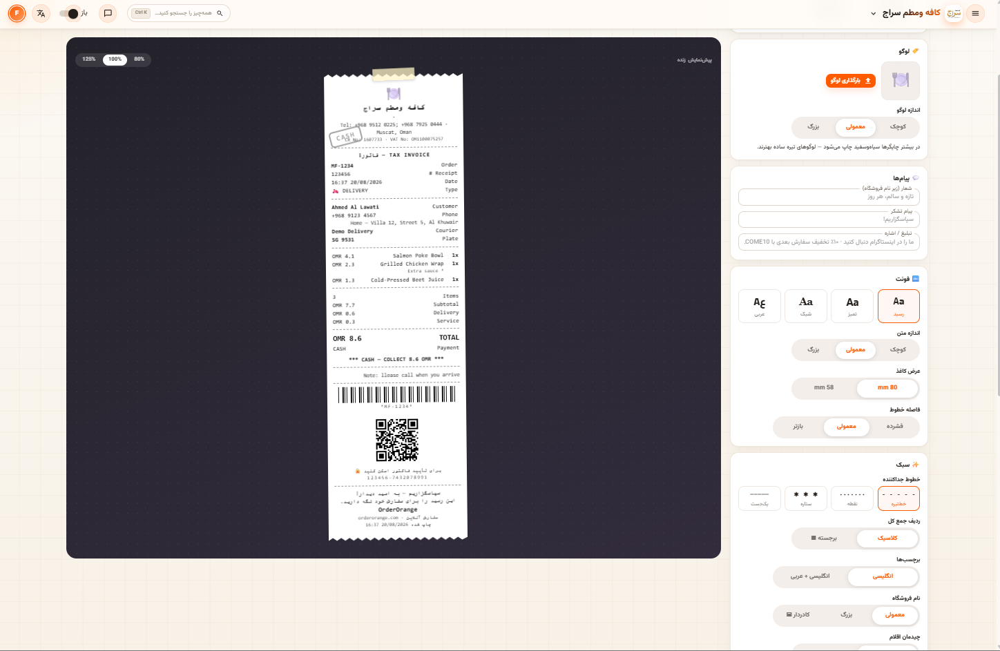 کافه ومطم سراج
باز
همه‌چیز را جستجو کنید...
Ctrl K
F
لوگو
بارگذاری لوگو
اندازه لوگو
کوچک
معمولی
بزرگ
در بیشتر چاپگرها سیاه‌وسفید چاپ می‌شود — لوگوهای تیره ساده بهترند.
پیام‌ها
شعار (زیر نام فروشگاه)
تازه و سالم، هر روز
پیام تشکر
سپاسگزاریم!
تبلیغ / اشاره
ما را در اینستاگرام دنبال کنید · ۱۰٪ تخفیف سفارش بعدی با COME10
فونت
Aa
رسید
Aa
تمیز
Aa
شیک
Aع
عربی
اندازه متن
کوچک
معمولی
بزرگ
عرض کاغذ
80 mm
58 mm
فاصله خطوط
فشرده
معمولی
بازتر
سبک
خطوط جداکننده
خط‌تیره
نقطه
ستاره
یک‌دست
ردیف جمع کل
کلاسیک
برجسته
برچسب‌ها
انگلیسی
انگلیسی + عربی
نام فروشگاه
معمولی
بزرگ
کادردار
چیدمان اقلام
پیش‌نمایش زنده
80%
100%
125%
کافه ومطم سراج
Tel: +968 9512 0225; +968 7925 0444 ·
Muscat, Oman
CR No: 1607733 · VAT No: OM1100075257
CASH
TAX INVOICE — فاتورة
Order MF-1234
Receipt # 123456
Date 20/08/2026 16:37
Type DELIVERY
Customer Ahmed Al Lawati
Phone +968 9123 4567
Home — Villa 12, Street 5, Al Khuwair
Courier Demo Delivery
Plate SG 9531
1x Salmon Poke Bowl OMR 4.1
1x Grilled Chicken Wrap OMR 2.3
* Extra sauce
1x Cold-Pressed Beet Juice OMR 1.3
Items 3
Subtotal OMR 7.7
Delivery OMR 0.6
Service OMR 0.3
TOTAL OMR 8.6
Payment CASH
*** CASH — COLLECT 8.6 OMR ***
Note: llease call when you arrive
*MF-1234*
برای تأیید فاکتور اسکن کنید
123456-7432078991
سپاسگزاریم — به امید دیدار!
این رسید را برای سفارش خود نگه دارید.
OrderOrange
سفارش آنلاین · orderorange.com
چاپ شده 20/08/2026 16:37